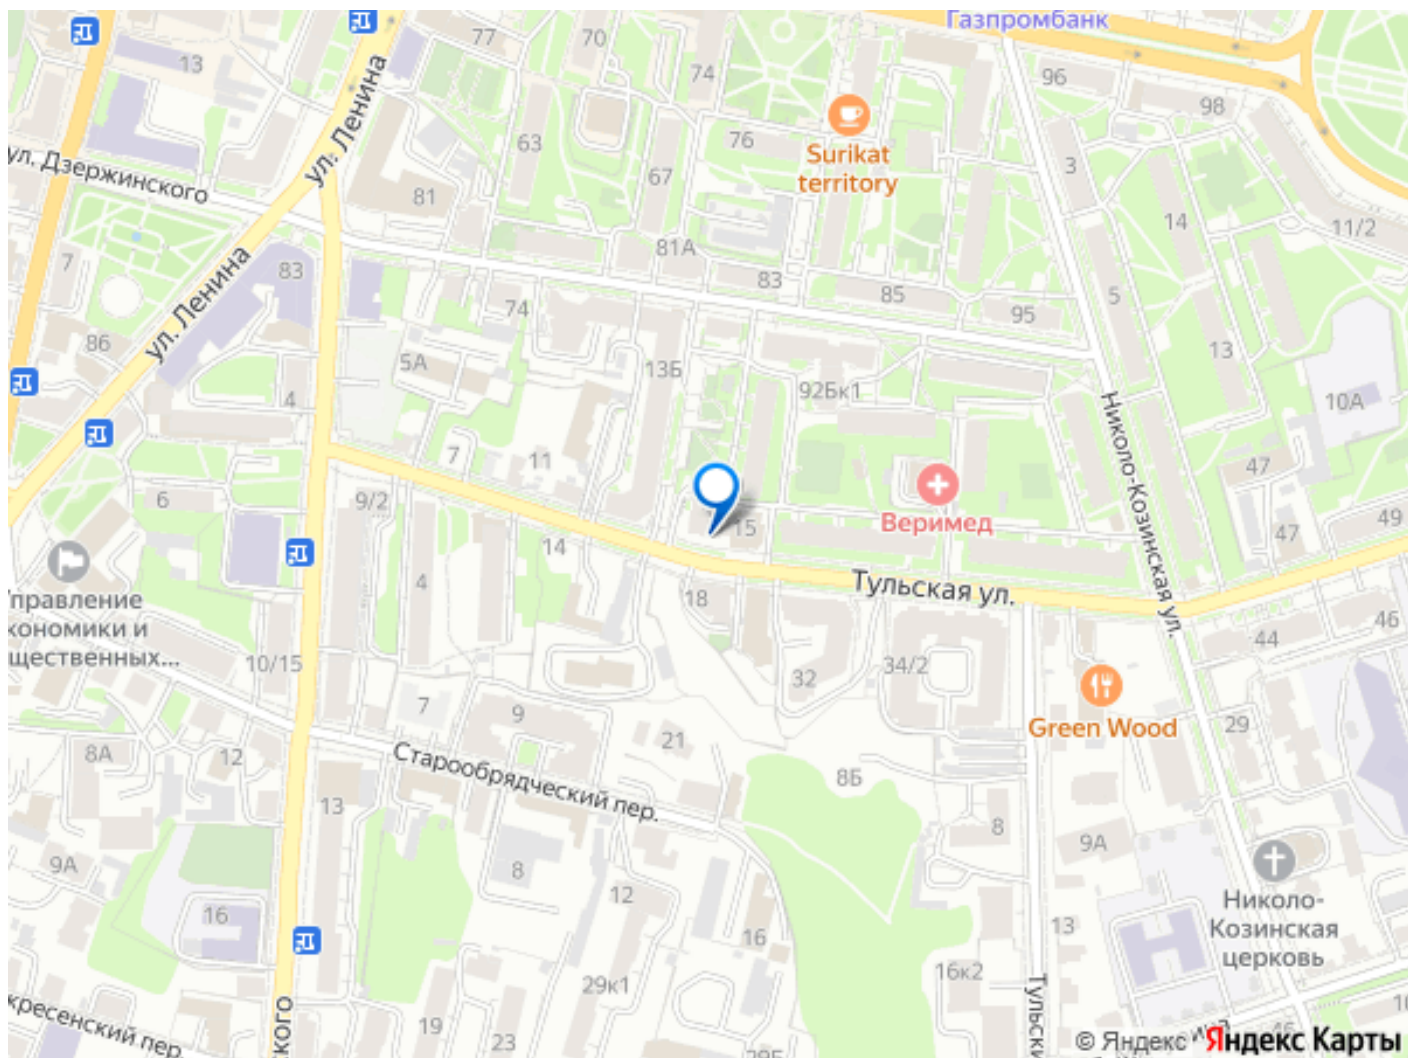 Газпромбанк
77
70
13
74
96
98
ул. Ленина
76
63
Surikat
territory
ул. Дзержинского
67
3
81
14
11/2
81А
7
83
83
85
5
ул. Ленина
74
95
86
5А
13Б
13
92Бк1
10А
4
Николо-Козинская ул.
7
11
47
6
9/2
Веримед
15
47
49
14
4
Тульская ул.
18
правление
кономики и
щественных...
46
44
10/15
34/2
32
7
9
Green Wood
29
21
8А
12
Старообрядческий пер.
8Б
13
8
9А
9А
8
12
Николо-
Козинская
церковь
16
13
16
16к2
29к1
кресенский пер.
кого
19
23
Тульски
© Яндекс Яндекс Карты